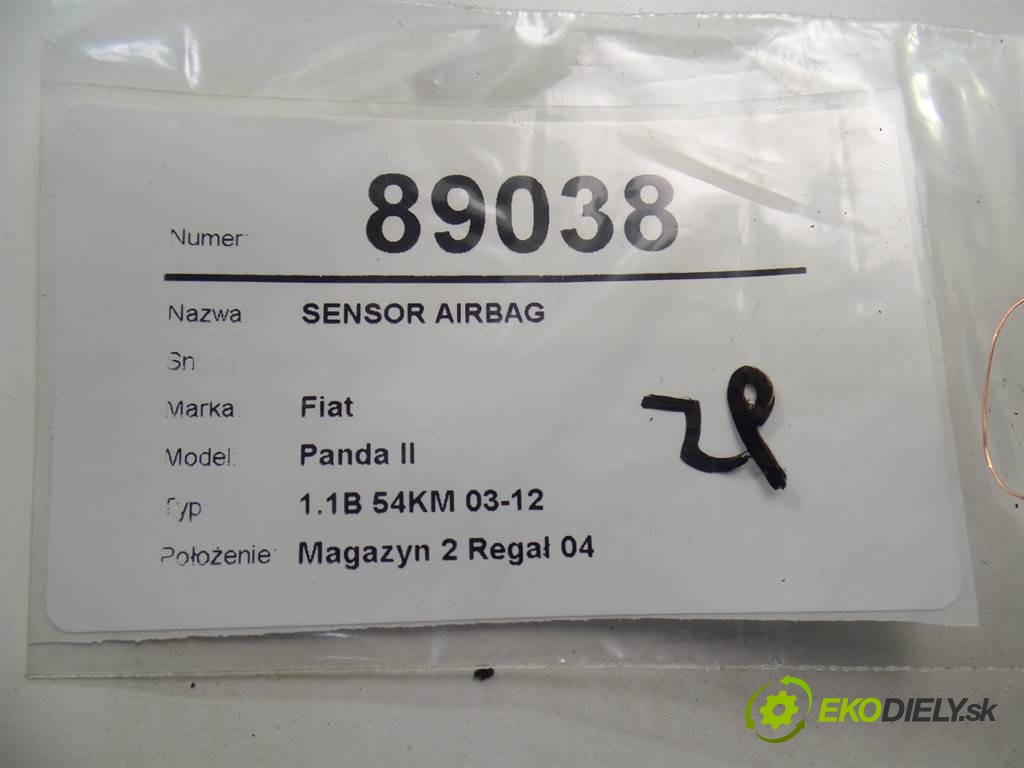 Numer: 89038
Nazwa SENSOR AIRBAG
Sn
Marka Fiat
Model: Panda II
Typ 1.1B 54KM 03-12
Położenie: Magazyn 2 Regał 04
EKODIELY.sk